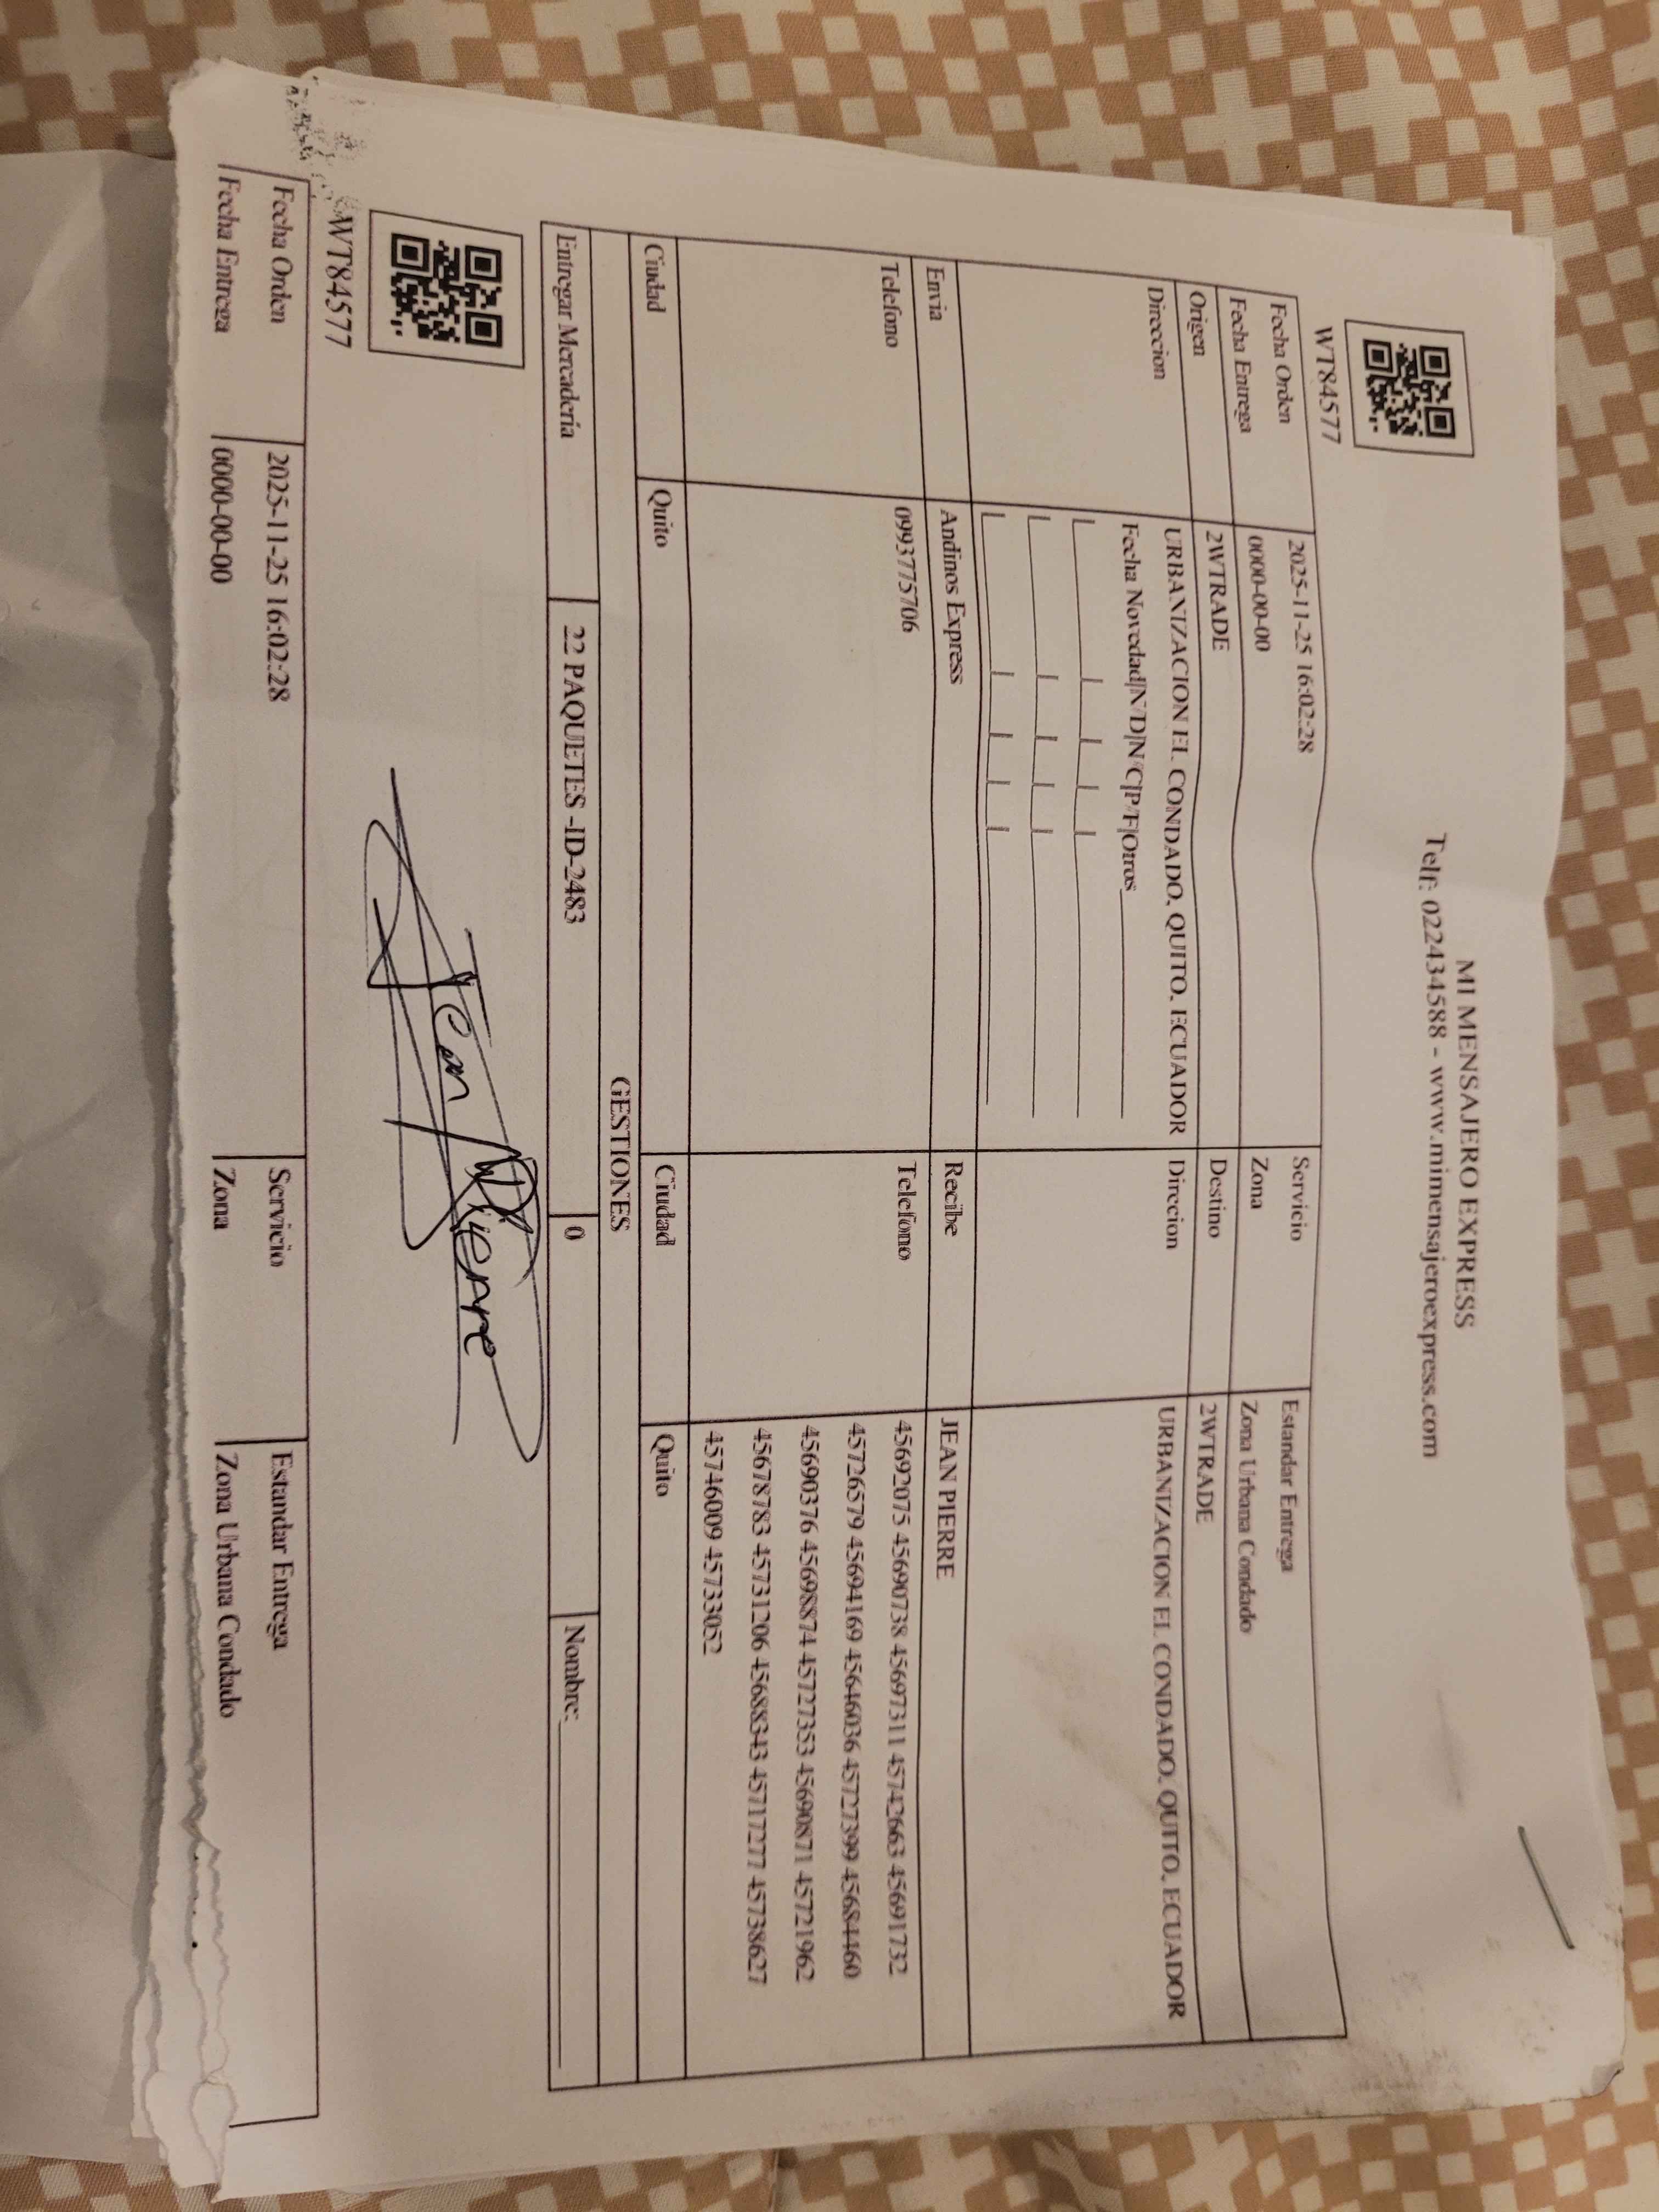 MI MENSAJERO EXPRESS
Telf: 022434588 - www.mimensajeroexpress.com
WT84577
Fecha Orden 2025-11-25 16:02:28 Servicio Estandar Entrega
Fecha Entrega 0000-00-00 Zona Zona Urbana Condado
Origen 2WTRADE Destino 2WTRADE
Direccion URBANIZACION EL CONDADO, QUITO, ECUADOR Direcion URBANIZACION EL CONDADO, QUITO, ECUADOR
Fecha Novedad|N/D|N/C|P/F|Otros
Envia Andinos Express Recibe JEAN PIERRE
Telefono 0993775706 Telefono 45692075 45690738 45697311 45742663 45691732
45726579 45694169 45646036 45727399 45684460
45690376 45698874 45727353 45690871 45721962
45678783 45731206 45688343 45717277 45738627
45746009 45733052
Ciudad Quito Ciudad Quito
GESTIONES
Entregar Mercadería 22 PAQUETES -ID-2483 0 Nombre:
Jean Pierre
WT84577
Fecha Orden 2025-11-25 16:02:28 Servicio Estandar Entrega
Fecha Entrega 0000-00-00 Zona Zona Urbana Condado